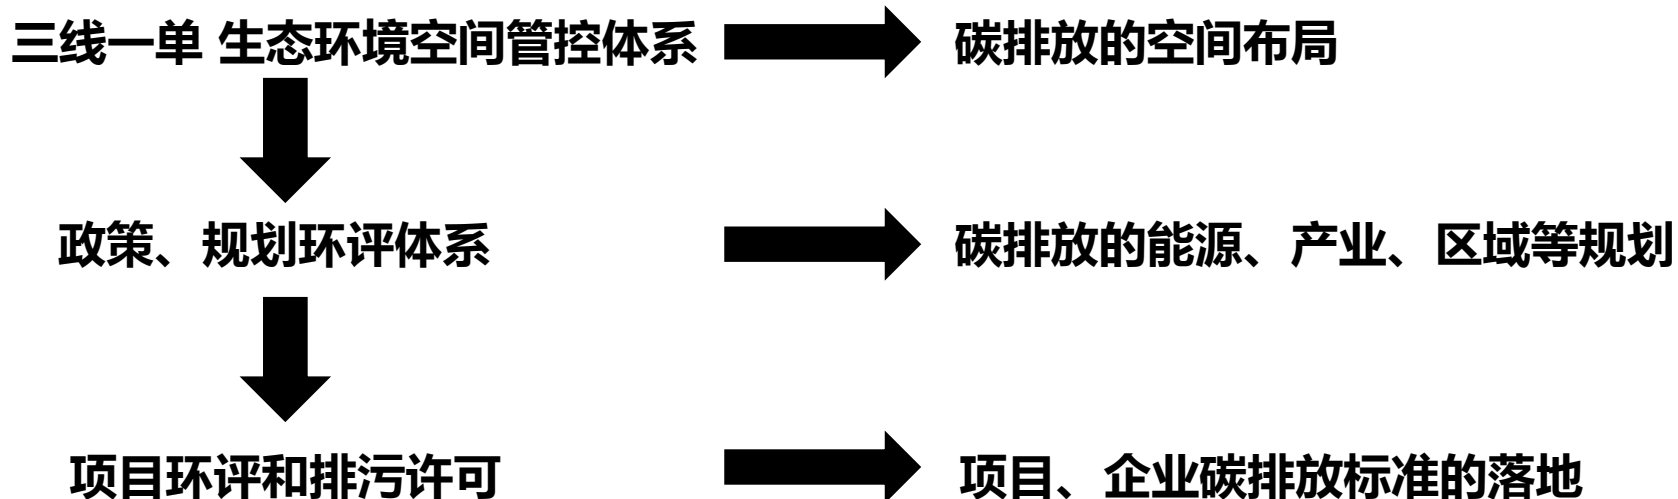 三线一单 生态环境空间管控体系
碳排放的空间布局
政策、规划环评体系
碳排放的能源、产业、区域等规划
项目环评和排污许可
项目、企业碳排放标准的落地